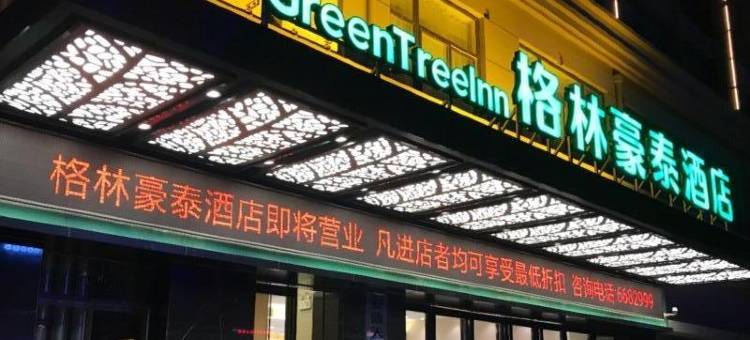 GreenTreeInn 格林豪泰酒店
格林豪泰酒店即将营业 凡进店者均可享受最低折扣 咨询电话 6682999